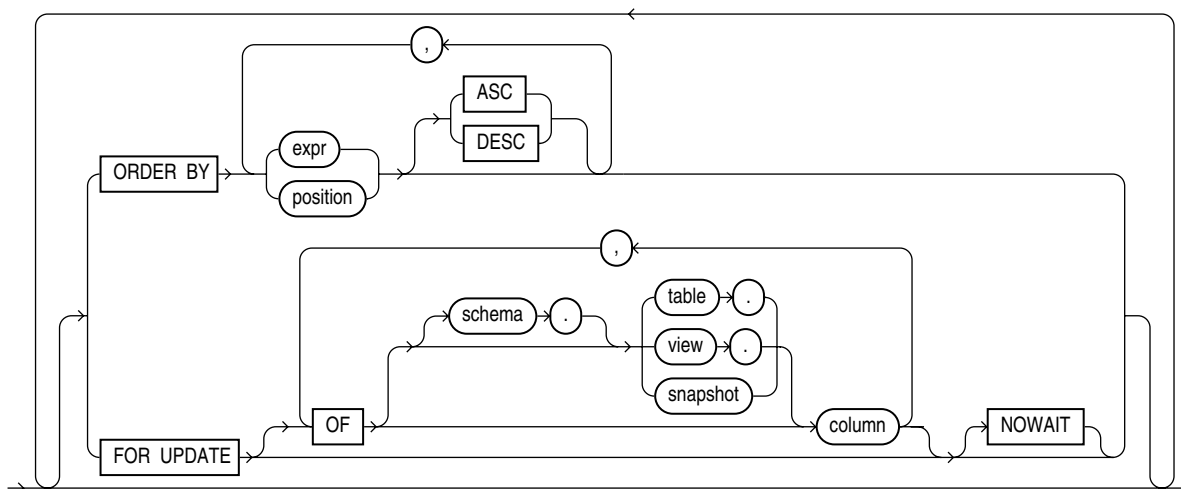 ,
ASC
expr
DESC
ORDER BY
position
,
table .
schema .
view .
snapshot
OF
column
NOWAIT
FOR UPDATE